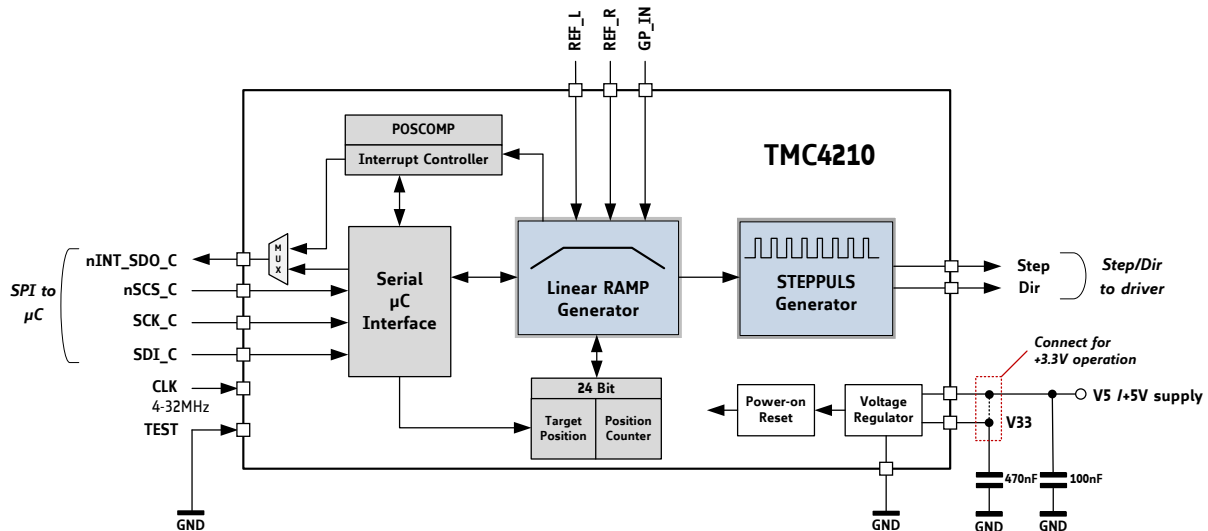 REF_L
REF_R
GP_IN
POSCOMP
Interrupt Controller
TMC4210
MUX
nINT_SDO_C
nSCS_C
SCK_C
SDI_C
SPI to
µC
CLK
4-32MHz
TEST
Serial
µC
Interface
Linear RAMP
Generator
STEPPULS
Generator
Step
Dir
Step/Dir
to driver
Connect for
+3.3V operation
24 Bit
Target
Position
Position
Counter
Power-on
Reset
Voltage
Regulator
V5 /+5V supply
V33
470nF
100nF
GND
GND
GND
GND